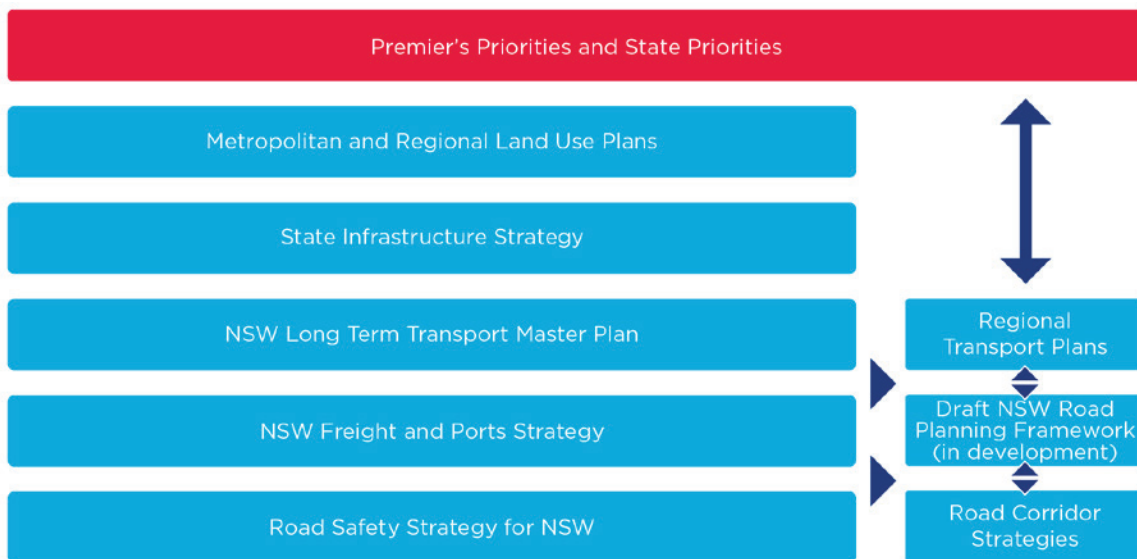 Premier's Priorities and State Priorities
Metropolitan and Regional Land Use Plans
State Infrastructure Strategy
NSW Long Term Transport Master Plan
Regional
Transport Plans
NSW Freight and Ports Strategy
Draft NSW Road
Planning Framework
(in development)
Road Safety Strategy for NSW
Road Corridor
Strategies